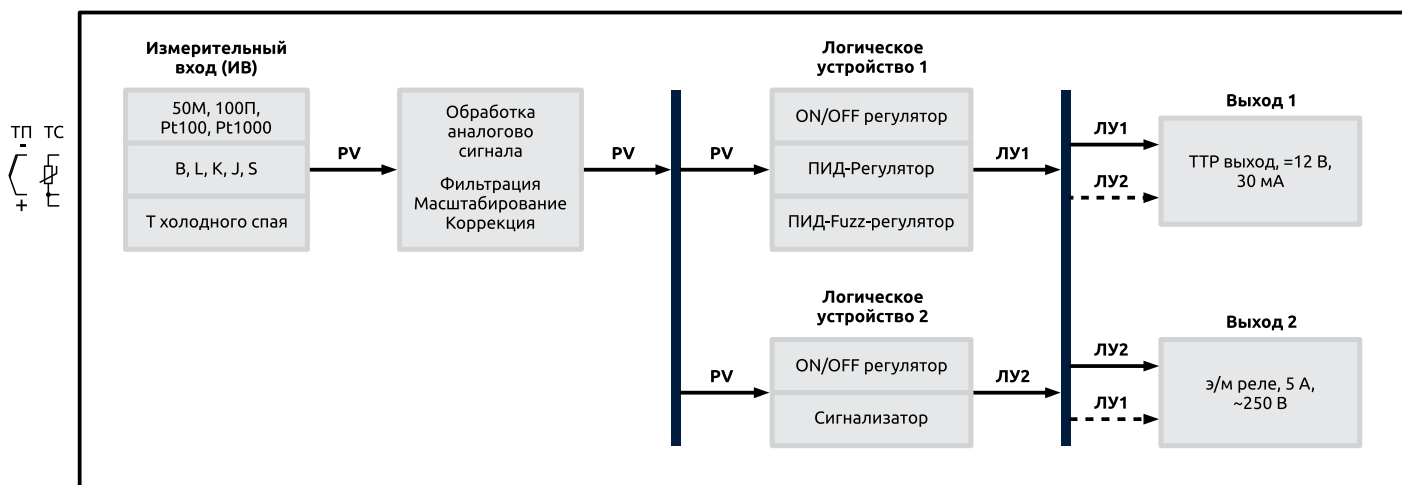 ТП
ТС
-
+
Измерительный
вход (ИВ)
50М, 100П,
Pt100, Pt1000
B, L, K, J, S
Т холодного спая
PV
Обработка
аналогово
сигнала
Фильтрация
Масштабирование
Коррекция
PV
Логическое
устройство 1
PV
ON/OFF регулятор
ПИД-Регулятор
ПИД-Fuzz-регулятор
ЛУ1
Логическое
устройство 2
PV
ON/OFF регулятор
Сигнализатор
ЛУ2
Выход 1
ЛУ1
ЛУ2
ТТР выход, =12 В,
30 мА
Выход 2
ЛУ2
ЛУ1
э/м реле, 5 А,
~250 В